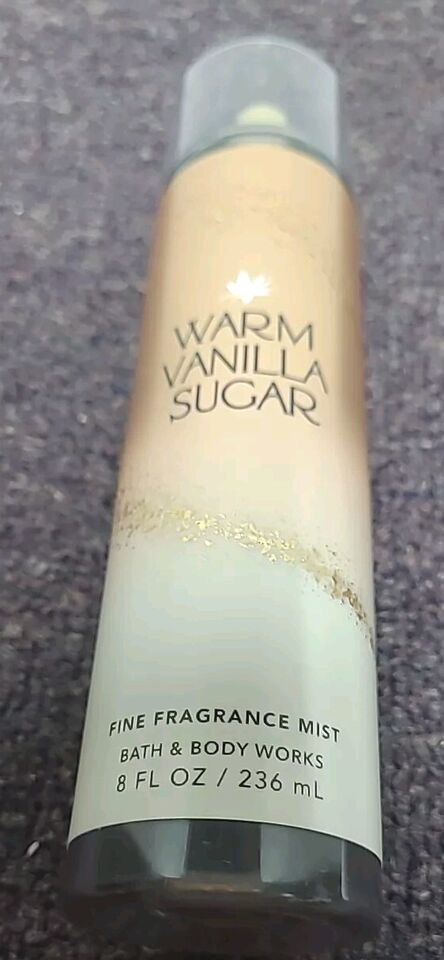 WARM
VANILLA
SUGAR
FINE FRAGRANCE MIST
BATH & BODY WORKS
8 FL OZ / 236 mL